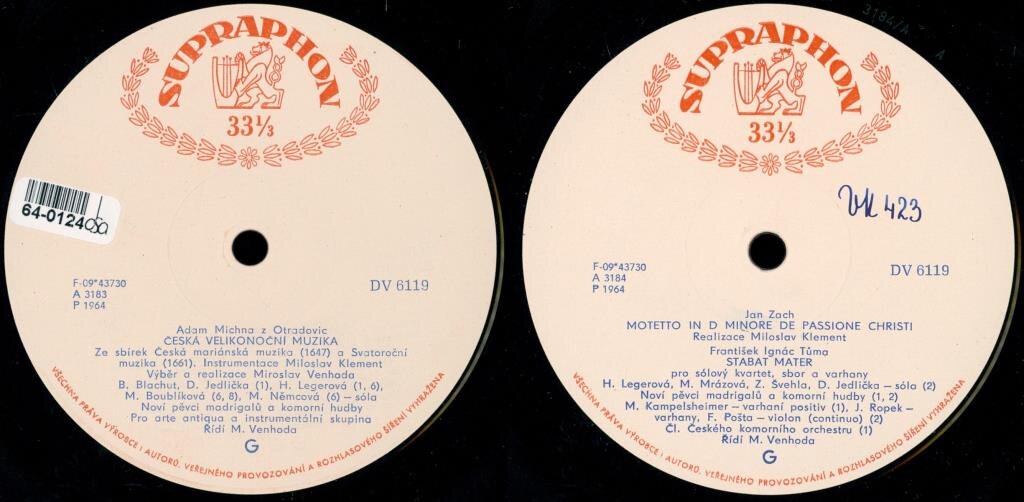 SUPRAPHON
33⅓
64-0124
F-09*43730
A 3183
P 1964
DV 6119
Adam Michna z Otradovic
ČESKÁ VELIKONOČNÍ MUZIKA
Ze sbírek Česká mariánská muzika (1647) a Svatoroční
muzika (1661). Instrumentace Miloslav Klement
Výběr a realizace Miroslav Venhoda
B. Blachut, D. Jedlička (1), H. Legerová (1, 6),
M. Boublíková (6, 8), M. Němcová (6) – sóla
Noví pěvci madrigalů a komorní hudby
Pro arte antiqua a instrumentální skupina
Řídí M. Venhoda
G
VŠECHNA PRÁVA VÝROBCE I AUTORŮ, VEŘEJNÉHO PROVOZOVÁNÍ A ROZHLASOVÉHO ŠÍŘENÍ VYHRAŽENA
3184/A A
SUPRAPHON
33⅓
VK 423
F-09*43730
A 3184
P 1964
DV 6119
Jan Zach
MOTETTO IN D MINORE DE PASSIONE CHRISTI
Realizace Miloslav Klement
František Ignác Tůma
STABAT MATER
pro sólový kvartet, sbor a varhany
H. Legerová, M. Mrázová, Z. Švehla, D. Jedlička – sóla (2)
Noví pěvci madrigalů a komorní hudby (1, 2)
M. Kampelsheimer – varhaní positiv (1), J. Ropek –
varhany, F. Pošta – violon (continuo) (2)
Čl. Českého komorního orchestru (1)
Řídí M. Venhoda
G
VŠECHNA PRÁVA VÝROBCE I AUTORŮ, VEŘEJNÉHO PROVOZOVÁNÍ A ROZHLASOVÉHO ŠÍŘENÍ VYHRAŽENA